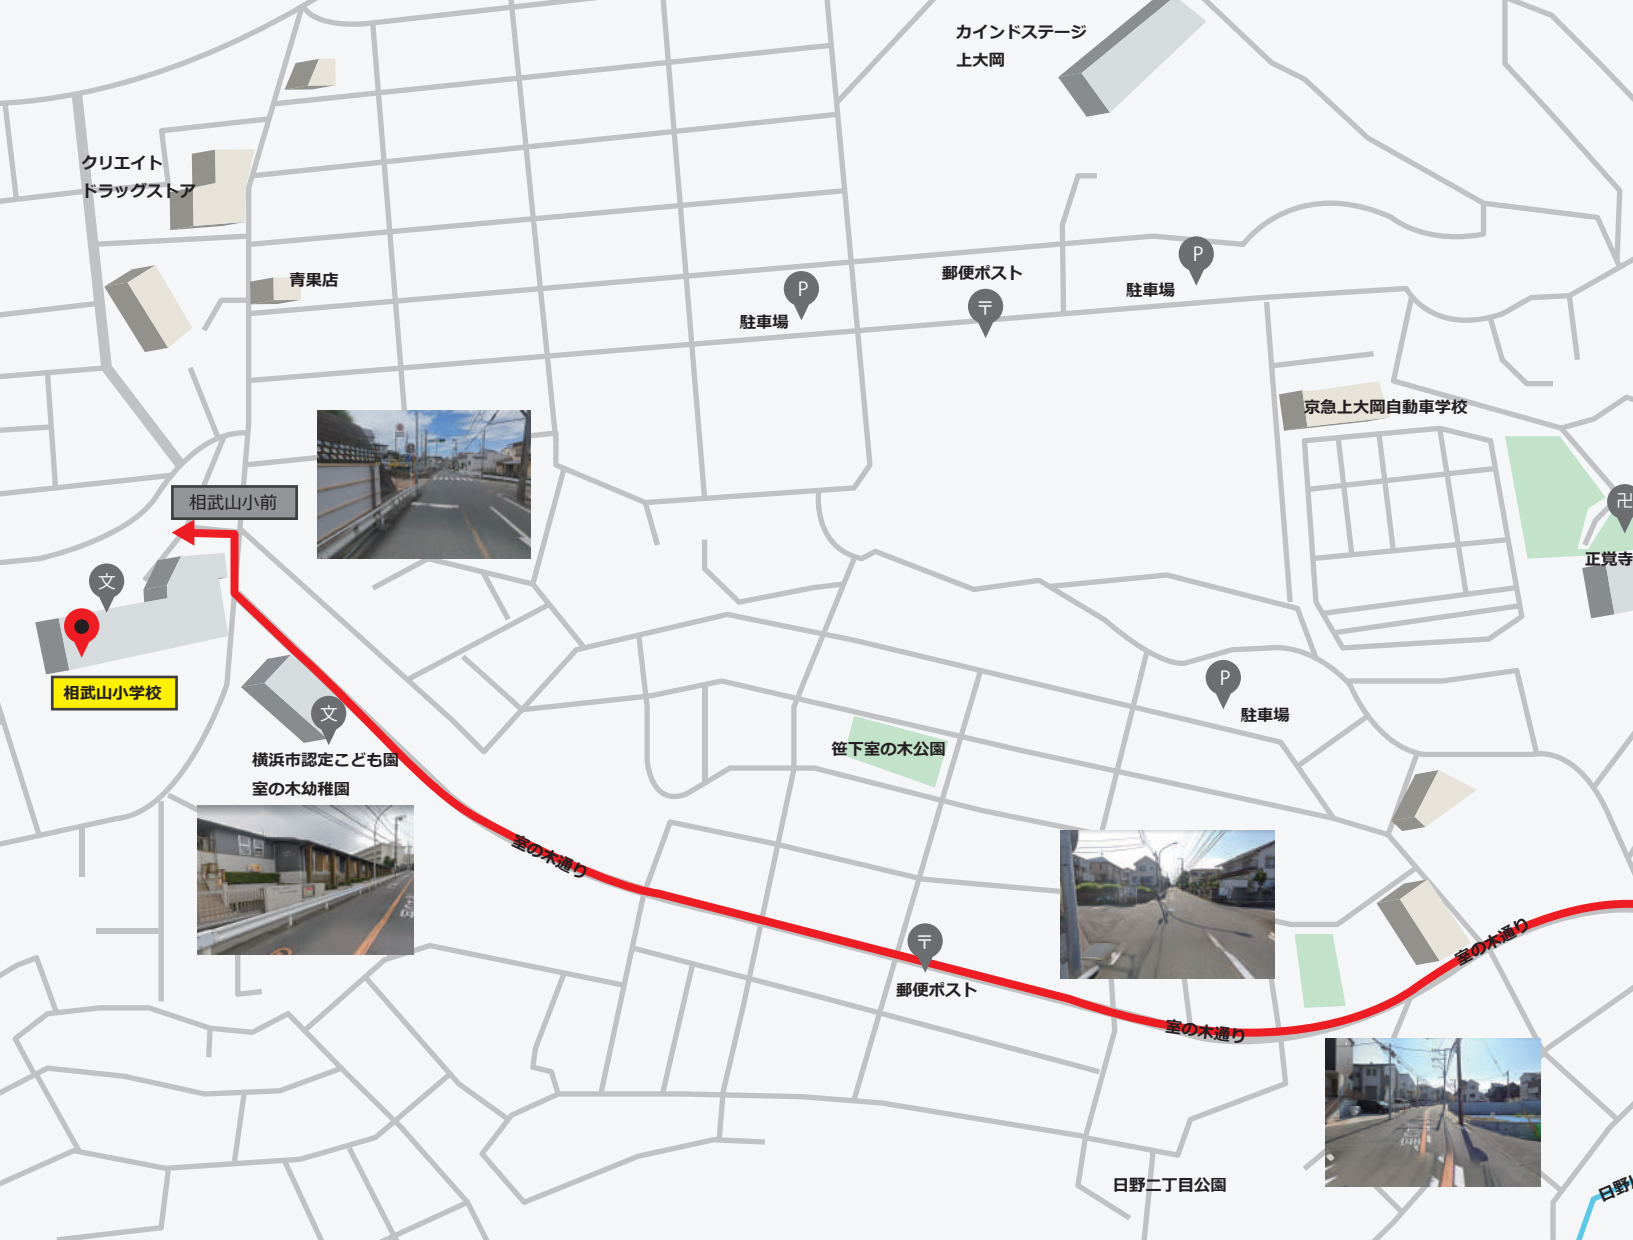 カインドステージ
上大岡
クリエイト
ドラッグストア
青果店
郵便ポスト
〒
P
駐車場
P
駐車場
京急上大岡自動車学校
卍
正覚寺
相武山小前
文
相武山小学校
文
横浜市認定こども園
室の木幼稚園
P
駐車場
笹下室の木公園
室の木通り
〒
郵便ポスト
室の木通り
室の木通り
日野二丁目公園